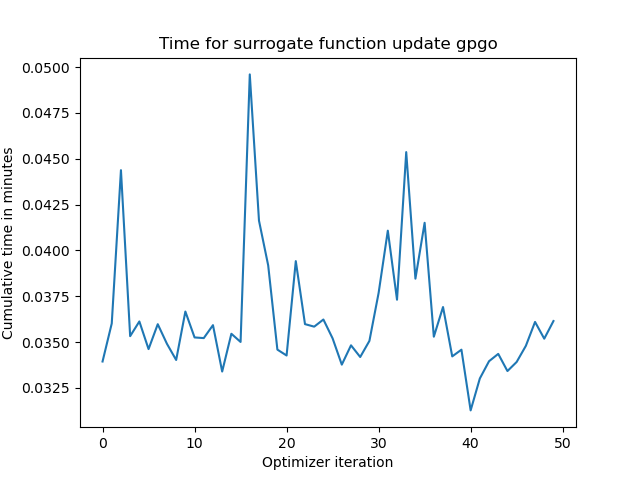 Time for surrogate function update gpgo
Cumulative time in minutes
0.0500
0.0475
0.0450
0.0425
0.0400
0.0375
0.0350
0.0325
0 10 20 30 40 50
Optimizer iteration